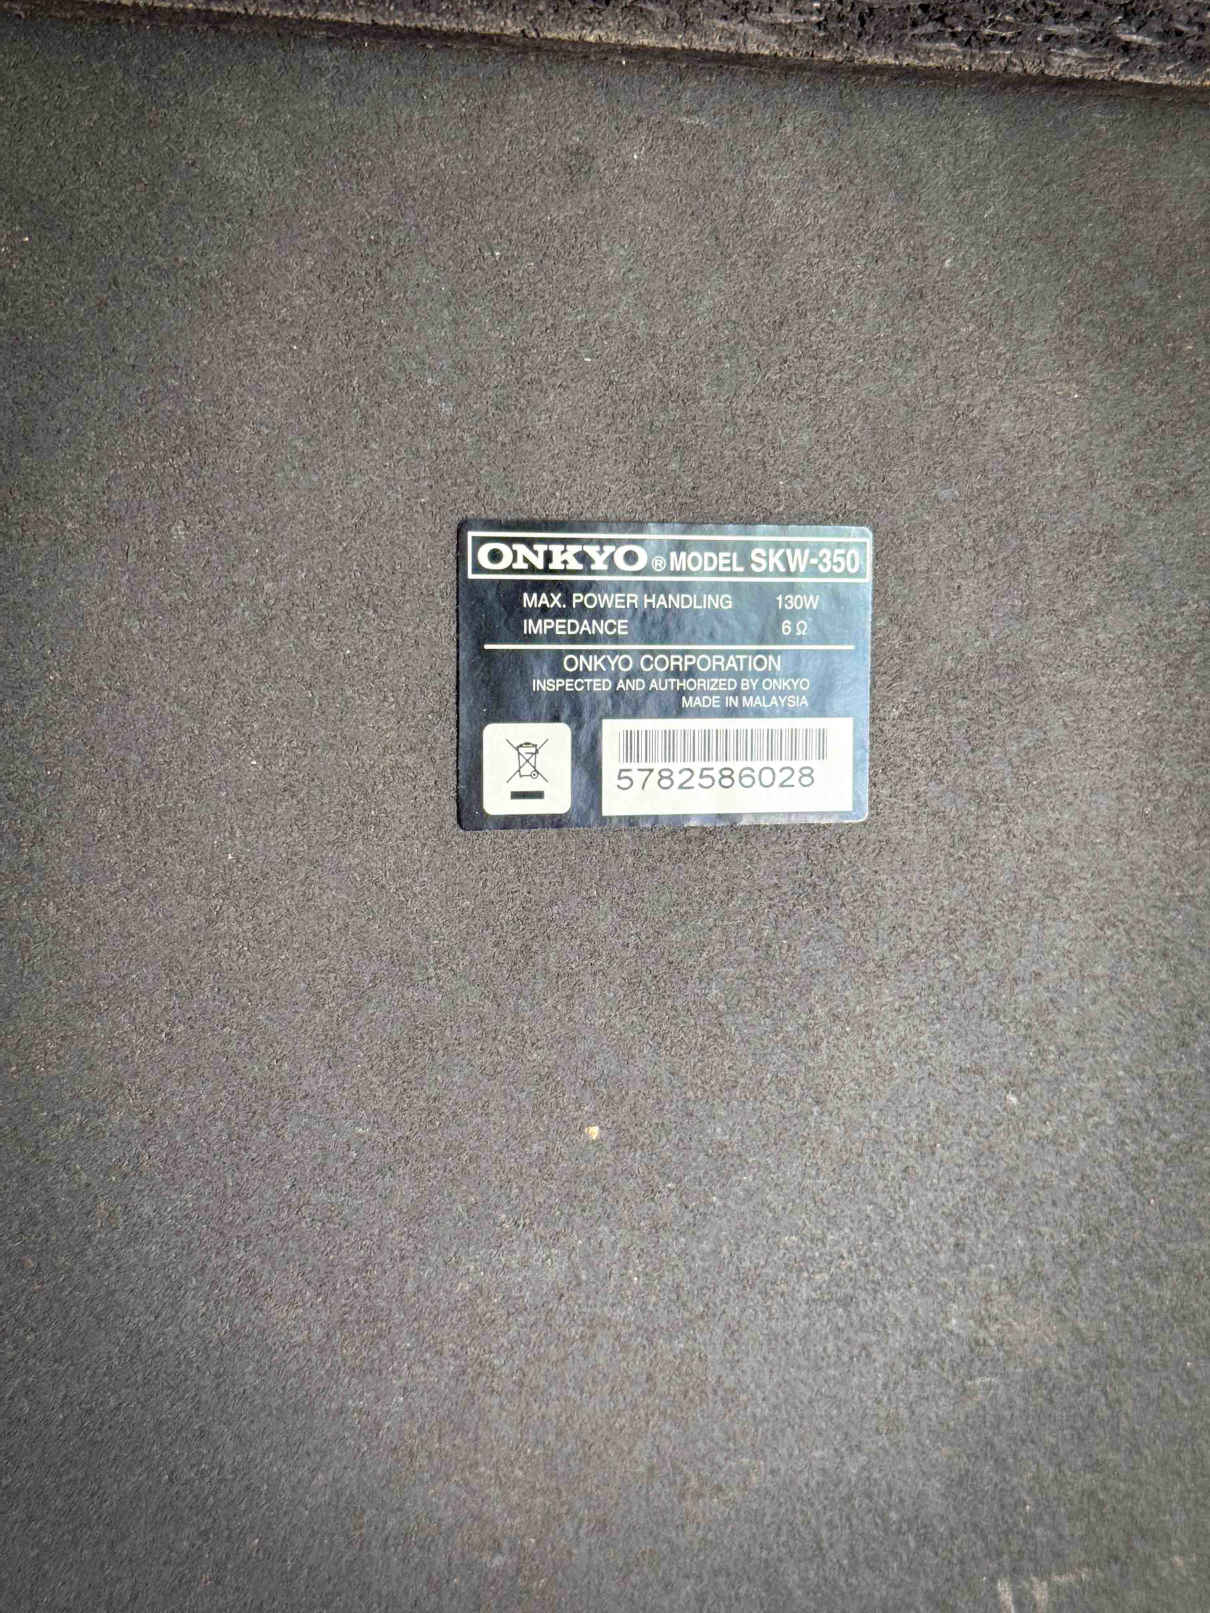 ONKYO® MODEL SKW-350
MAX. POWER HANDLING 130W
IMPEDANCE 6 Ω
ONKYO CORPORATION
INSPECTED AND AUTHORIZED BY ONKYO
MADE IN MALAYSIA
5782586028